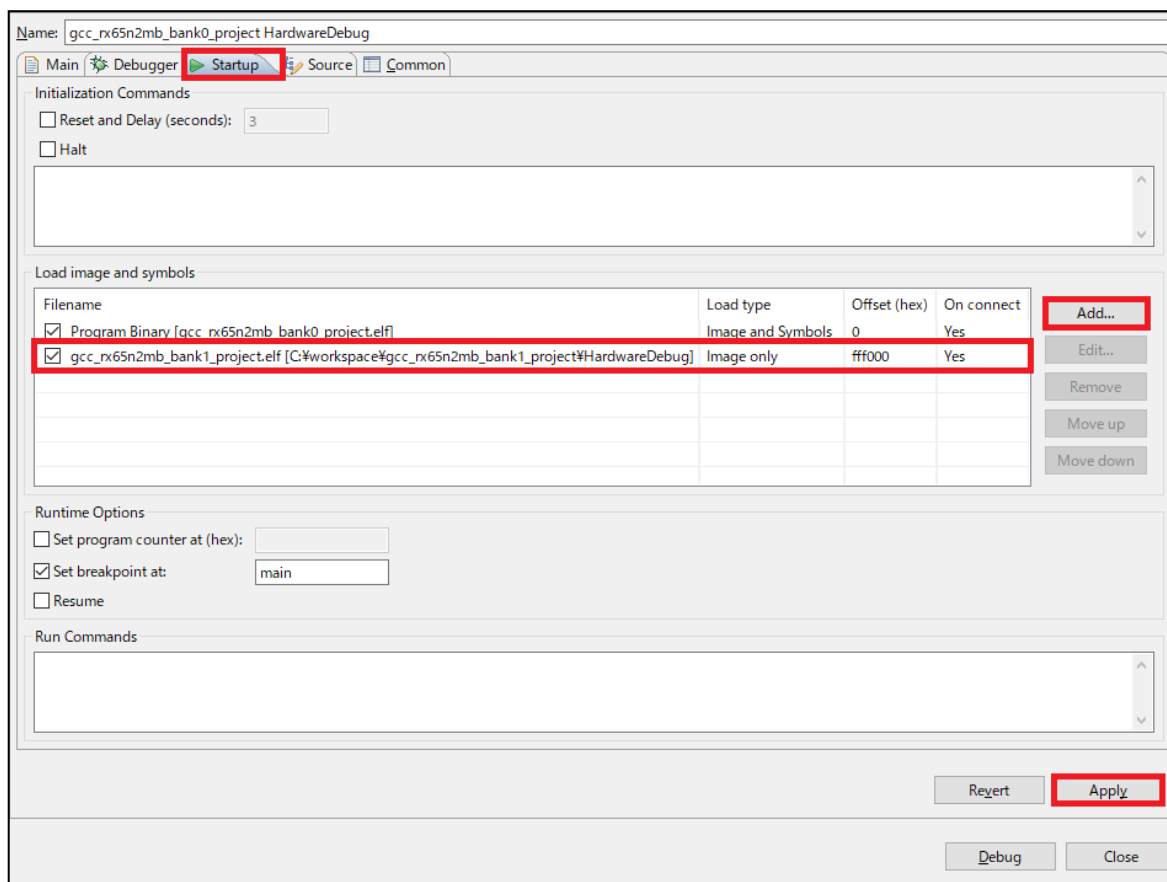 Name: gcc_rx65n2mb_bank0_project HardwareDebug
Main Debugger Startup Source Common
Initialization Commands
Reset and Delay (seconds): 3
Halt
Load image and symbols
Filename Load type Offset (hex) On connect
Program Binary [gcc_rx65n2mb_bank0_project.elf] Image and Symbols 0 Yes
gcc_rx65n2mb_bank1_project.elf [C:¥workspace¥gcc_rx65n2mb_bank1_project¥HardwareDebug] Image only fff000 Yes
Add...
Edit...
Remove
Move up
Move down
Runtime Options
Set program counter at (hex):
Set breakpoint at: main
Resume
Run Commands
Revert Apply
Debug Close